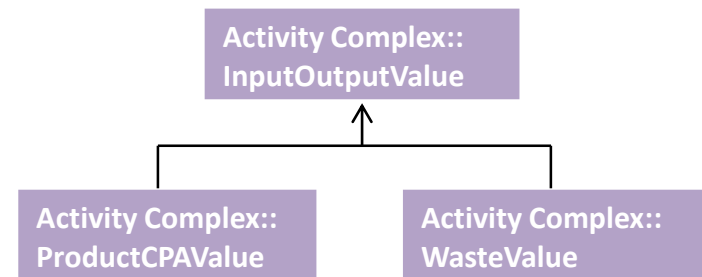 Activity Complex::
InputOutputValue
Activity Complex::
ProductCPAValue
Activity Complex::
WasteValue